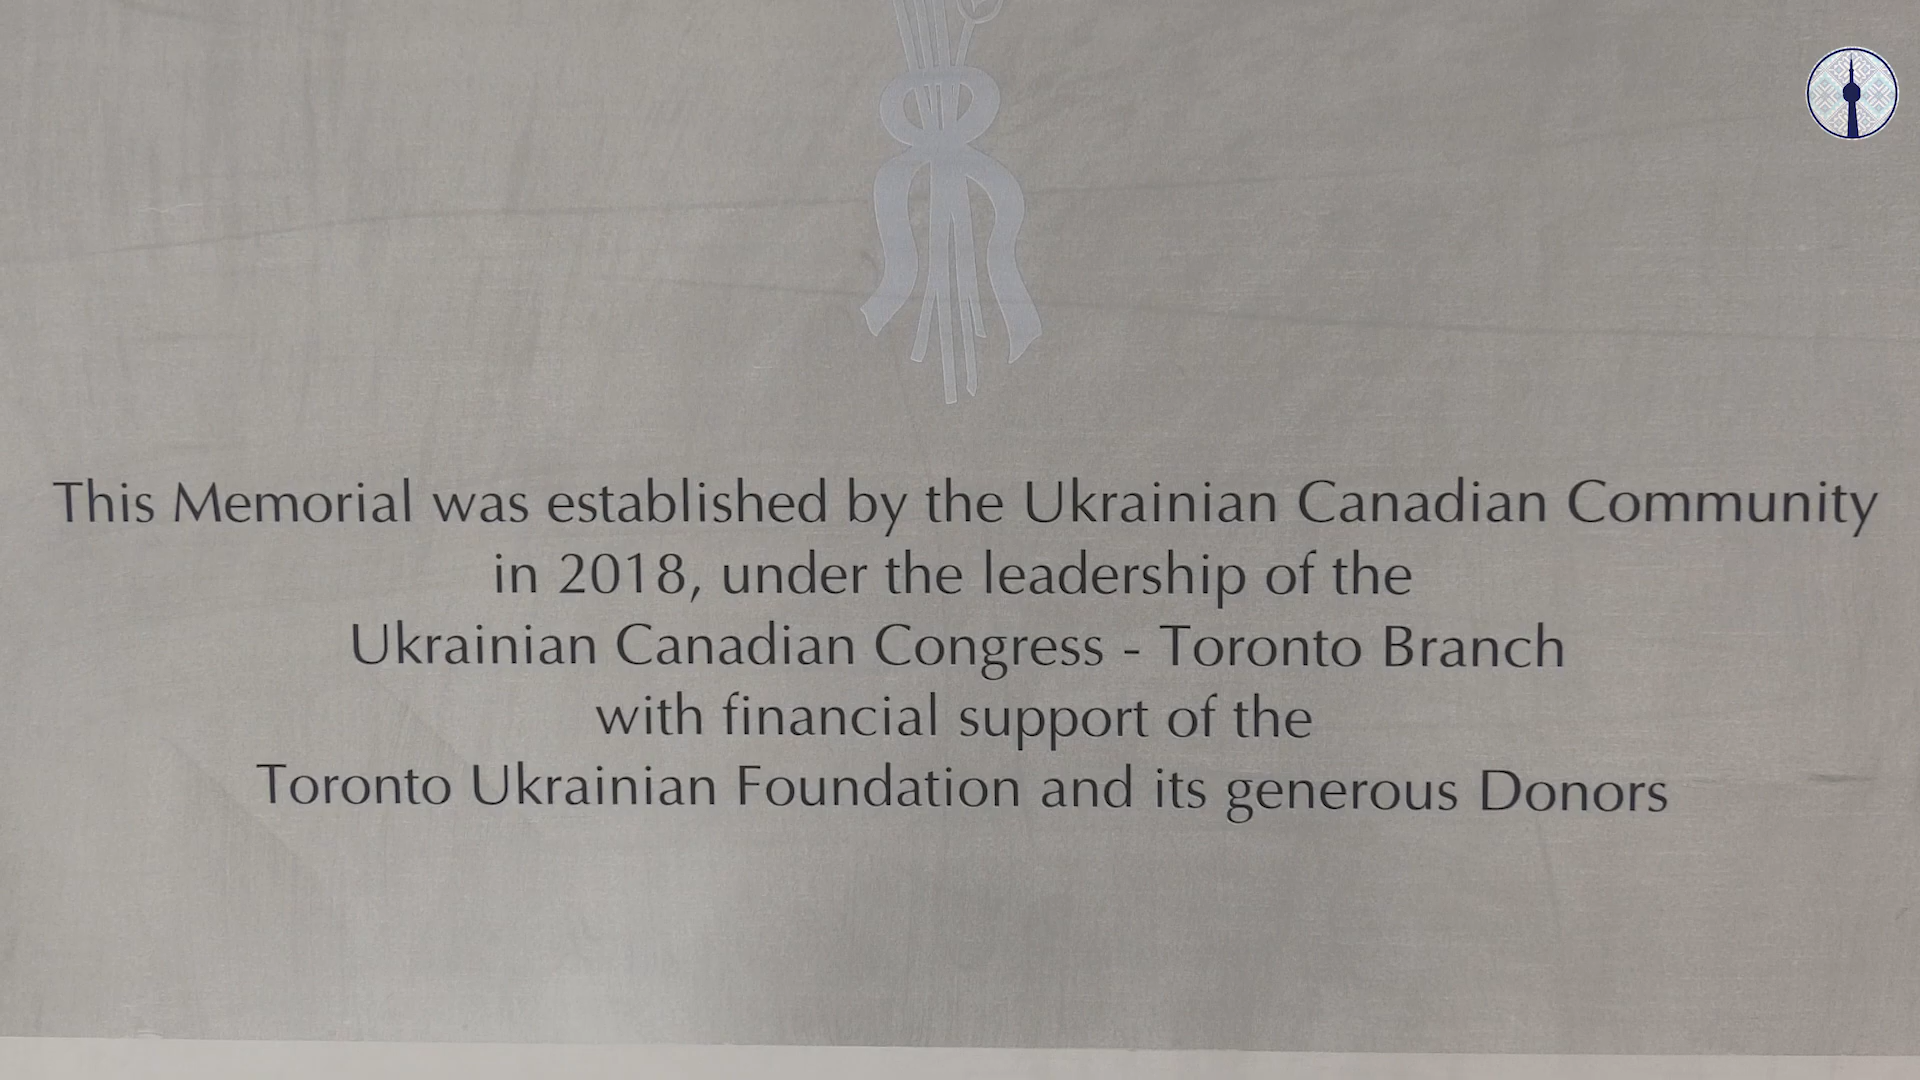 This Memorial was established by the Ukrainian Canadian Community
in 2018, under the leadership of the
Ukrainian Canadian Congress - Toronto Branch
with financial support of the
Toronto Ukrainian Foundation and its generous Donors